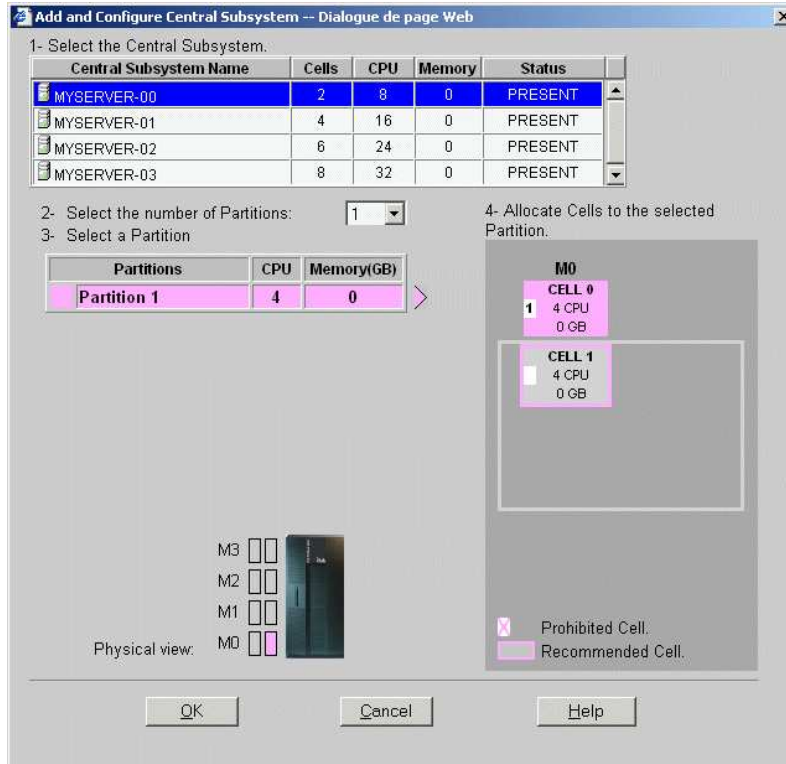 Add and Configure Central Subsystem -- Dialogue de page Web
1- Select the Central Subsystem.
Central Subsystem Name Cells CPU Memory Status
MYSERVER-00 2 8 0 PRESENT
MYSERVER-01 4 16 0 PRESENT
MYSERVER-02 6 24 0 PRESENT
MYSERVER-03 8 32 0 PRESENT
2- Select the number of Partitions: 1
3- Select a Partition
Partitions CPU Memory(GB)
Partition 1 4 0
4- Allocate Cells to the selected
Partition.
M0
CELL 0
1 4 CPU
0 GB
CELL 1
4 CPU
0 GB
M3
M2
M1
Physical view: M0
Prohibited Cell.
Recommended Cell.
OK Cancel Help